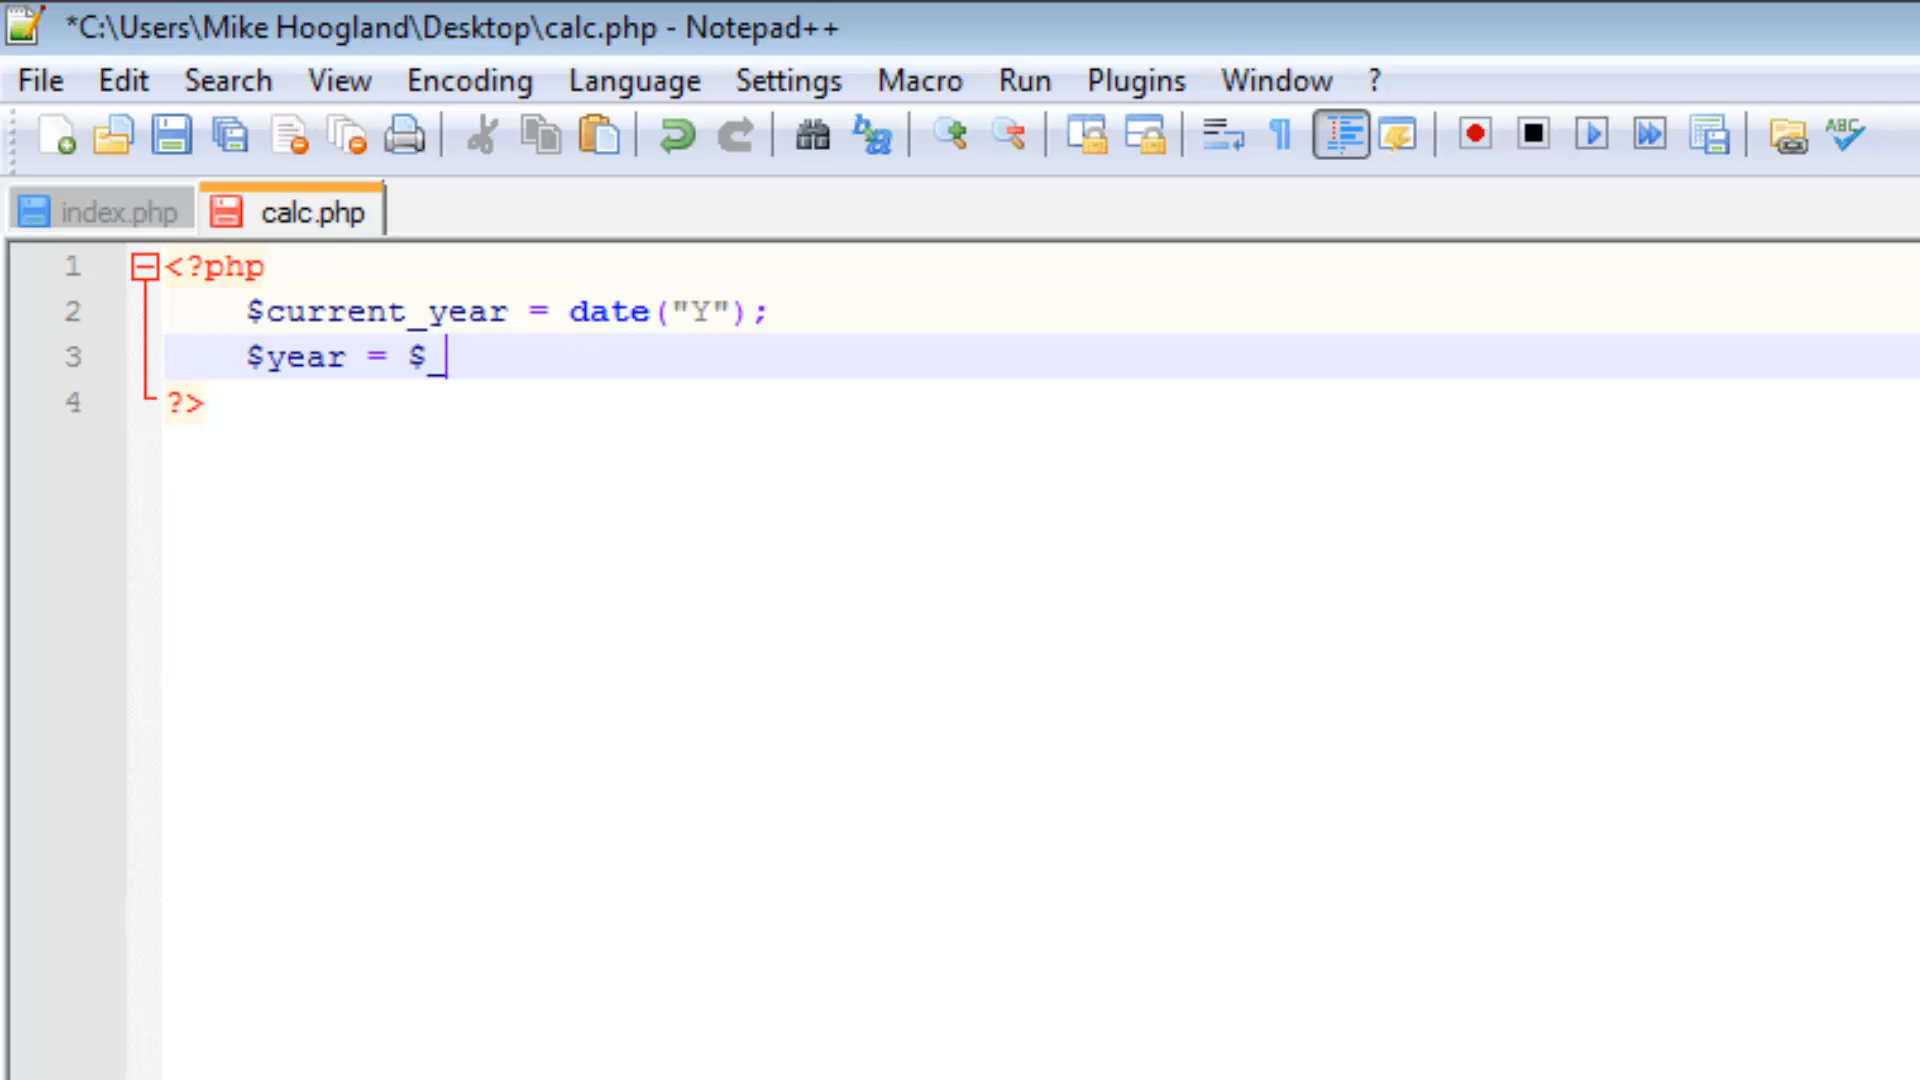 *C:\Users\Mike Hoogland\Desktop\calc.php - Notepad++
File Edit Search View Encoding Language Settings Macro Run Plugins Window ?
ABC
index.php calc.php
1 <?php
2 $current_year = date("Y");
3 $year = $_
4 ?>